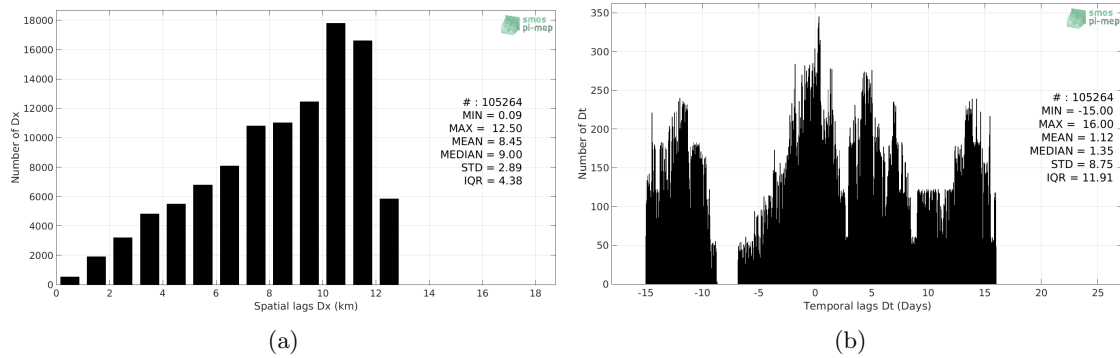 18000
16000
14000
12000
10000
8000
6000
4000
2000
0
Number of Dx
0 2 4 6 8 10 12 14 16 18
Spatial lags Dx (km)
smos
pi-mep
# : 105264
MIN = 0.09
MAX = 12.50
MEAN = 8.45
MEDIAN = 9.00
STD = 2.89
IQR = 4.38
(a)
350
300
250
200
150
100
50
0
Number of Dt
-15 -10 -5 0 5 10 15 20 25
Temporal lags Dt (Days)
smos
pi-mep
# : 105264
MIN = -15.00
MAX = 16.00
MEAN = 1.12
MEDIAN = 1.35
STD = 8.75
IQR = 11.91
(b)